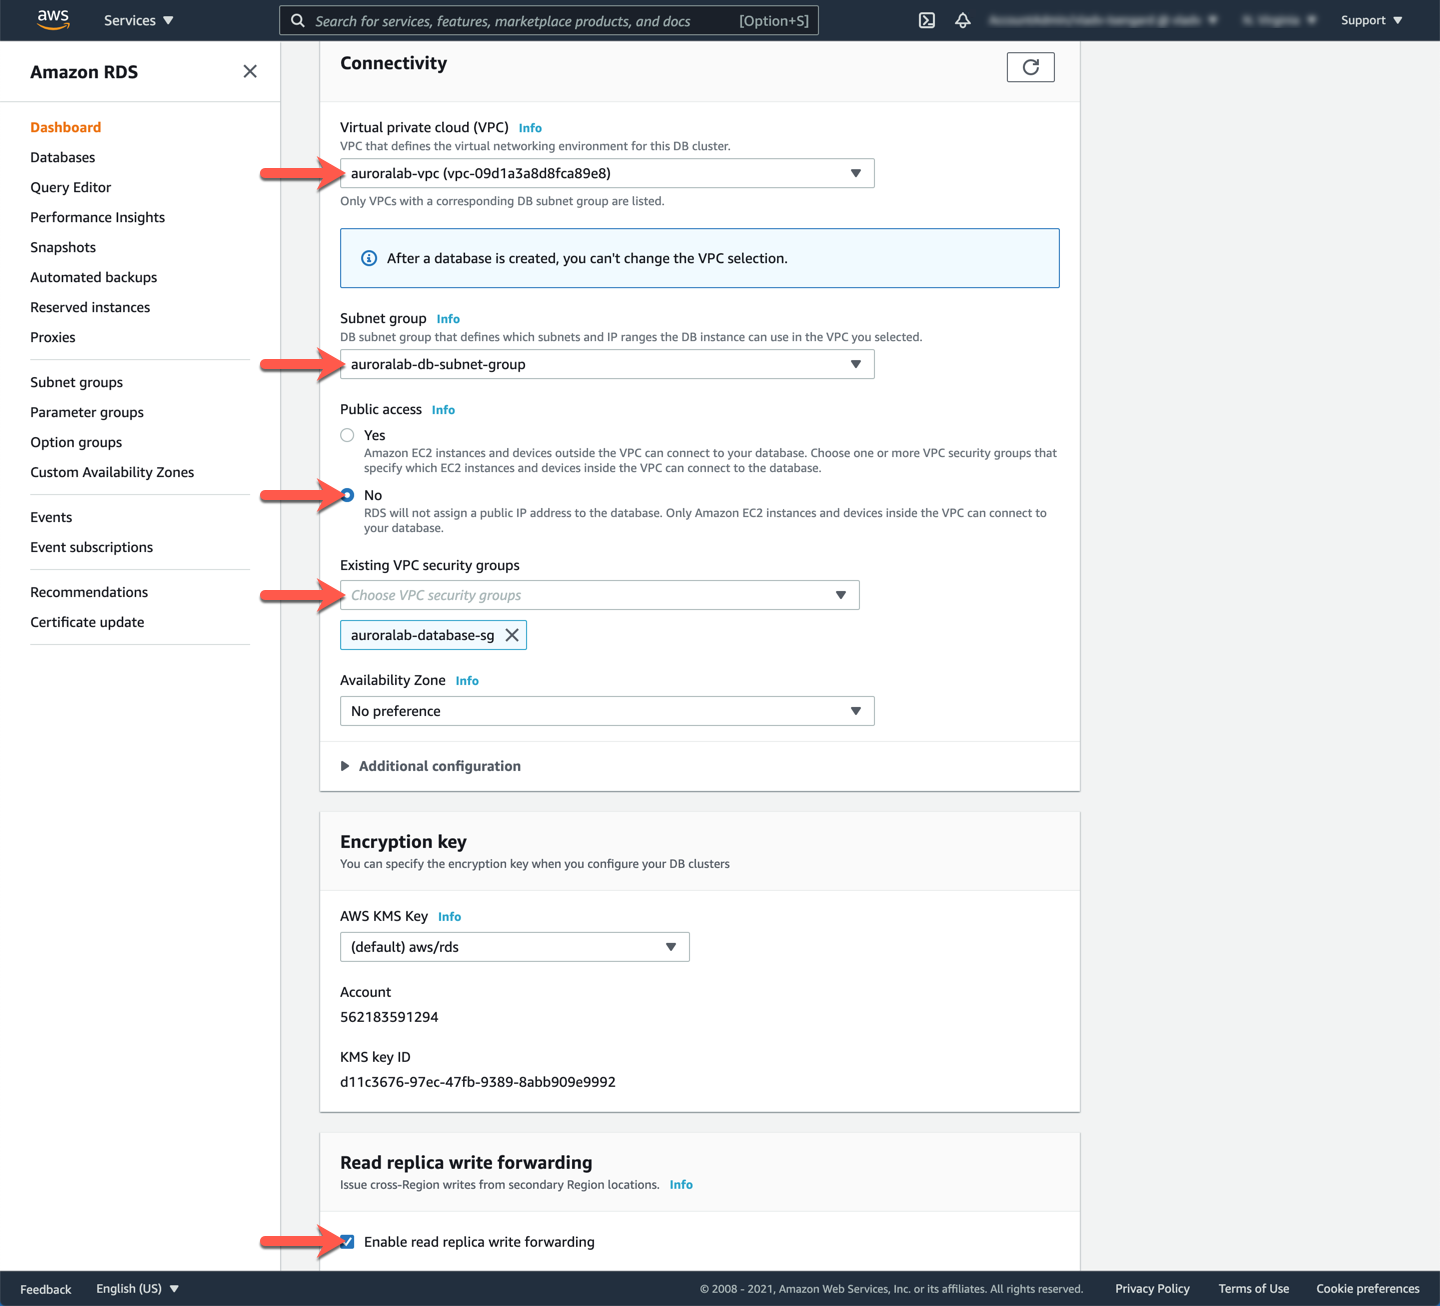 aws Services Search for services, features, marketplace products, and docs [Option+S] Support
Amazon RDS
Dashboard
Databases
Query Editor
Performance Insights
Snapshots
Automated backups
Reserved instances
Proxies
Subnet groups
Parameter groups
Option groups
Custom Availability Zones
Events
Event subscriptions
Recommendations
Certificate update
Connectivity
Virtual private cloud (VPC) Info
VPC that defines the virtual networking environment for this DB cluster.
auroralab-vpc (vpc-09d1a3a8d8fca89e8)
Only VPCs with a corresponding DB subnet group are listed.
After a database is created, you can't change the VPC selection.
Subnet group Info
DB subnet group that defines which subnets and IP ranges the DB instance can use in the VPC you selected.
auroralab-db-subnet-group
Public access Info
Yes
Amazon EC2 instances and devices outside the VPC can connect to your database. Choose one or more VPC security groups that
specify which EC2 instances and devices inside the VPC can connect to the database.
No
RDS will not assign a public IP address to the database. Only Amazon EC2 instances and devices inside the VPC can connect to
your database.
Existing VPC security groups
Choose VPC security groups
auroralab-database-sg
Availability Zone Info
No preference
Additional configuration
Encryption key
You can specify the encryption key when you configure your DB clusters
AWS KMS Key Info
(default) aws/rds
Account
562183591294
KMS key ID
d11c3676-97ec-47fb-9389-8abb909e9992
Read replica write forwarding
Issue cross-Region writes from secondary Region locations. Info
Enable read replica write forwarding
Feedback English (US) © 2008 - 2021, Amazon Web Services, Inc. or its affiliates. All rights reserved. Privacy Policy Terms of Use Cookie preferences